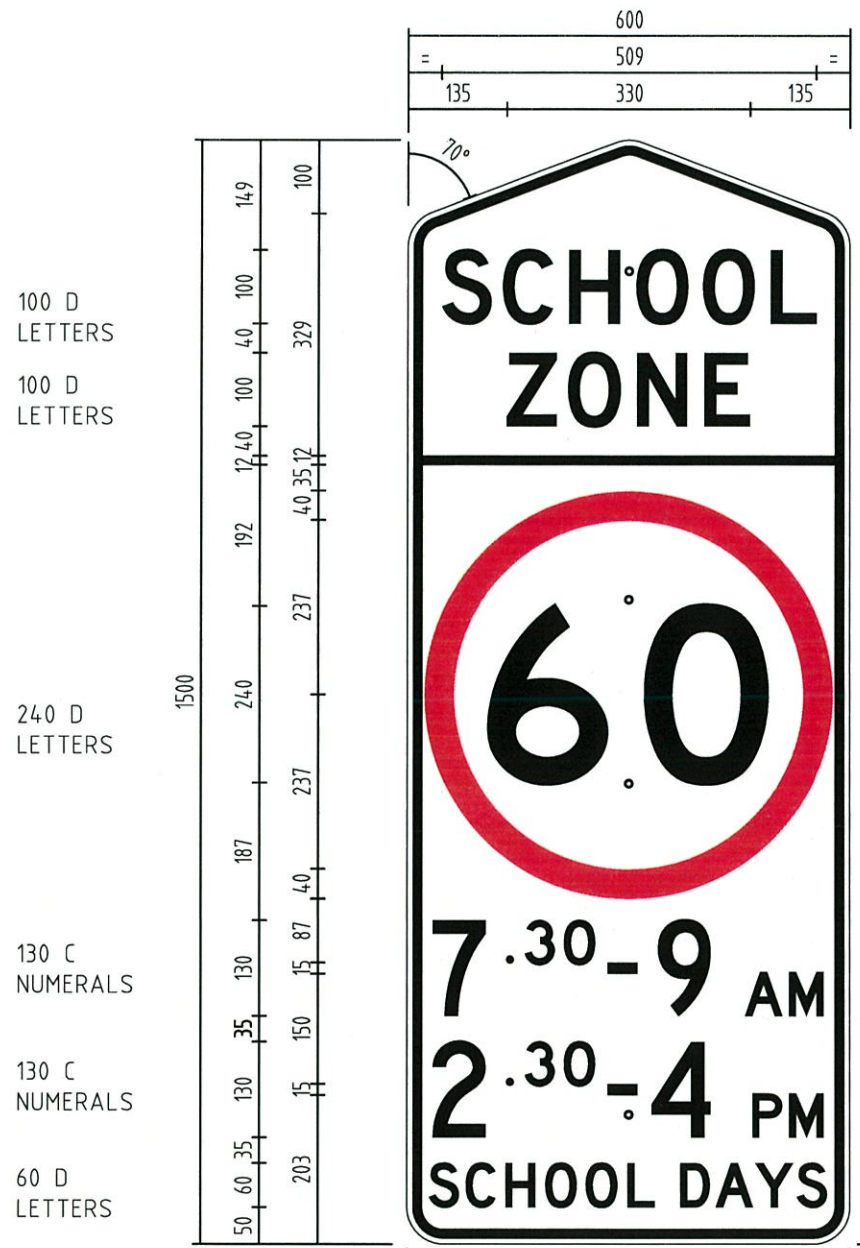 600
= 509 =
135 330 135
70°
149
100
100
40
100
40
12
192
240
187
130
35
130
35
60
50
1500
329
12
35
40
237
237
40
87
15
150
15
203
100 D
LETTERS
100 D
LETTERS
240 D
LETTERS
130 C
NUMERALS
130 C
NUMERALS
60 D
LETTERS
SCHOOL
ZONE
60
7.30-9 AM
2.30-4 PM
SCHOOL DAYS